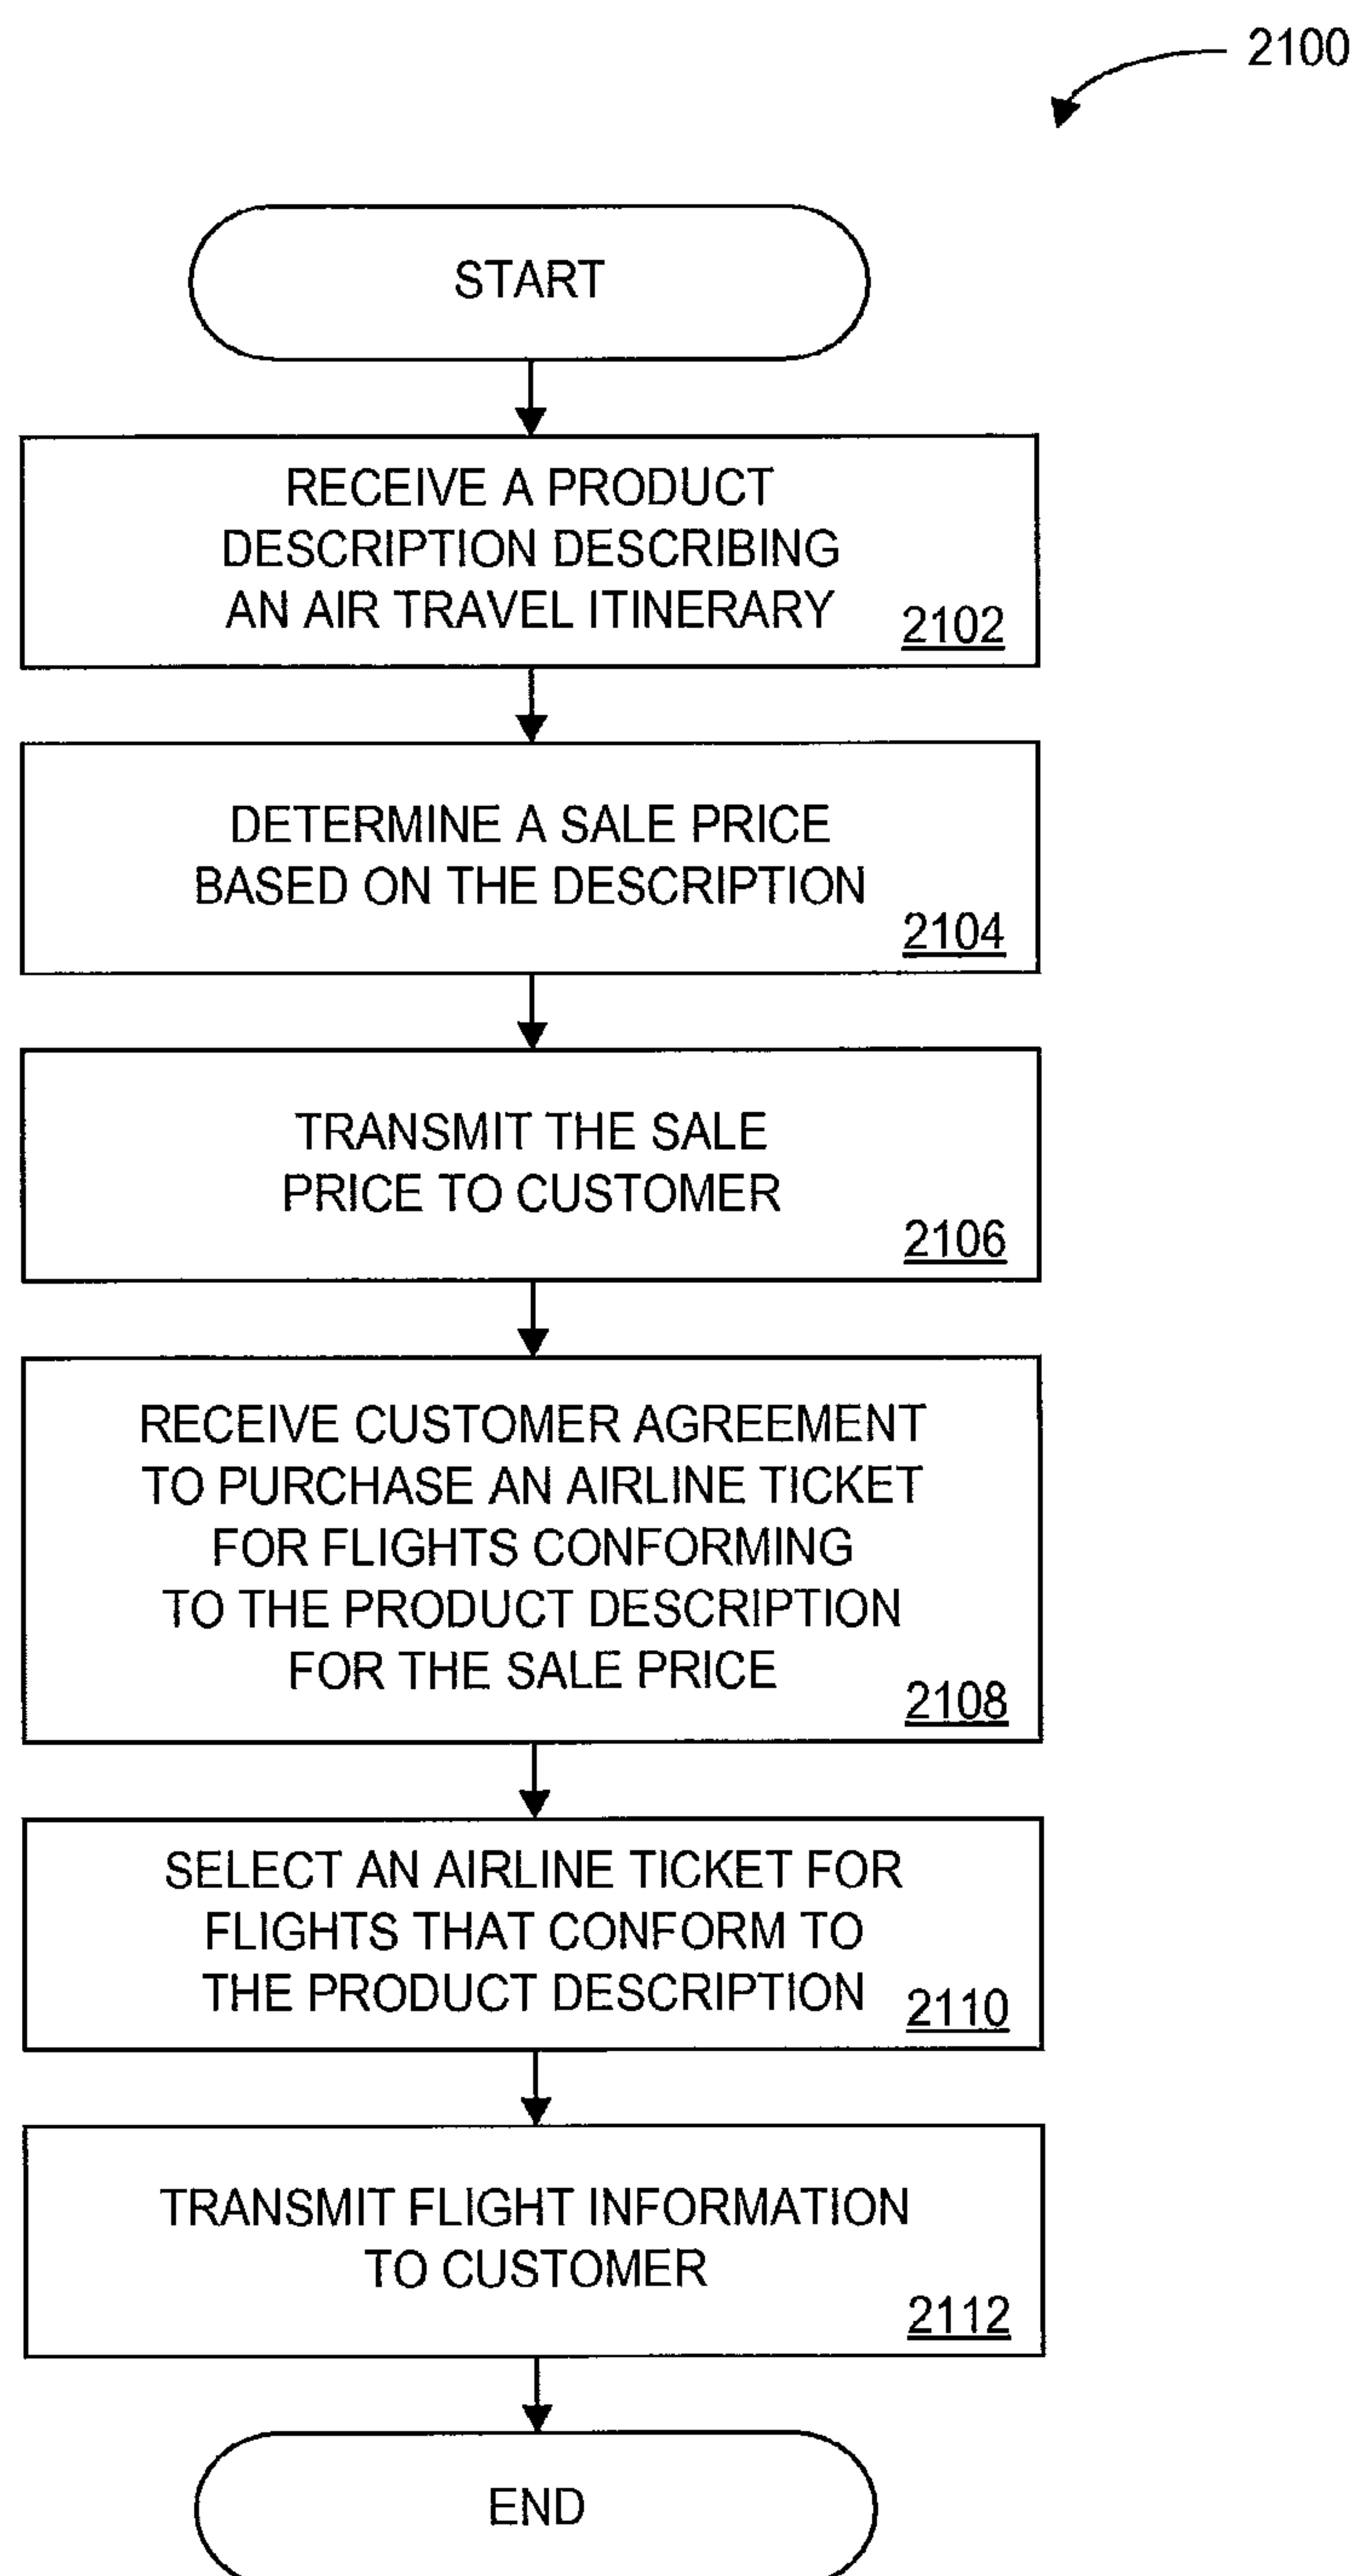 2100
START
RECEIVE A PRODUCT
DESCRIPTION DESCRIBING
AN AIR TRAVEL ITINERARY
2102
DETERMINE A SALE PRICE
BASED ON THE DESCRIPTION
2104
TRANSMIT THE SALE
PRICE TO CUSTOMER
2106
RECEIVE CUSTOMER AGREEMENT
TO PURCHASE AN AIRLINE TICKET
FOR FLIGHTS CONFORMING
TO THE PRODUCT DESCRIPTION
FOR THE SALE PRICE
2108
SELECT AN AIRLINE TICKET FOR
FLIGHTS THAT CONFORM TO
THE PRODUCT DESCRIPTION
2110
TRANSMIT FLIGHT INFORMATION
TO CUSTOMER
2112
END